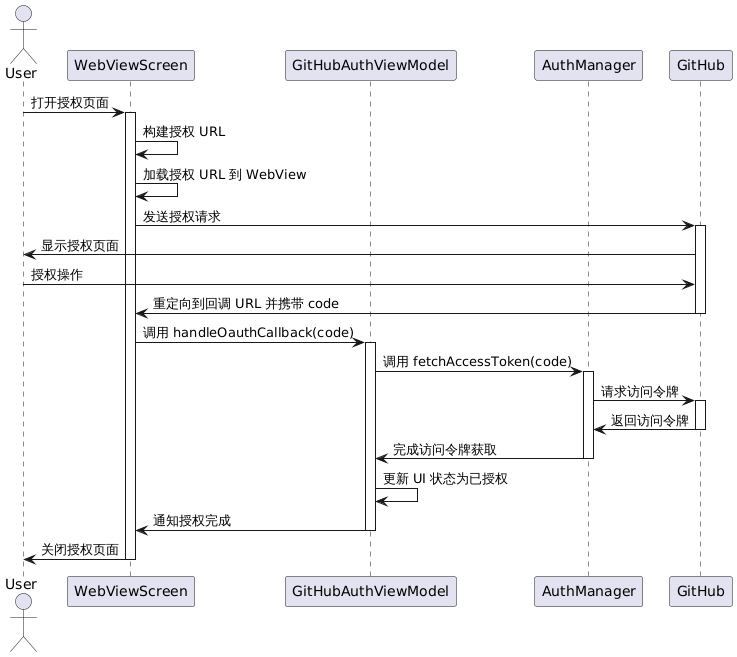 User
WebViewScreen
GitHubAuthViewModel
AuthManager
GitHub
打开授权页面
构建授权 URL
加载授权 URL 到 WebView
发送授权请求
显示授权页面
授权操作
重定向到回调 URL 并携带 code
调用 handleOauthCallback(code)
调用 fetchAccessToken(code)
请求访问令牌
返回访问令牌
完成访问令牌获取
更新 UI 状态为已授权
通知授权完成
关闭授权页面
User
WebViewScreen
GitHubAuthViewModel
AuthManager
GitHub